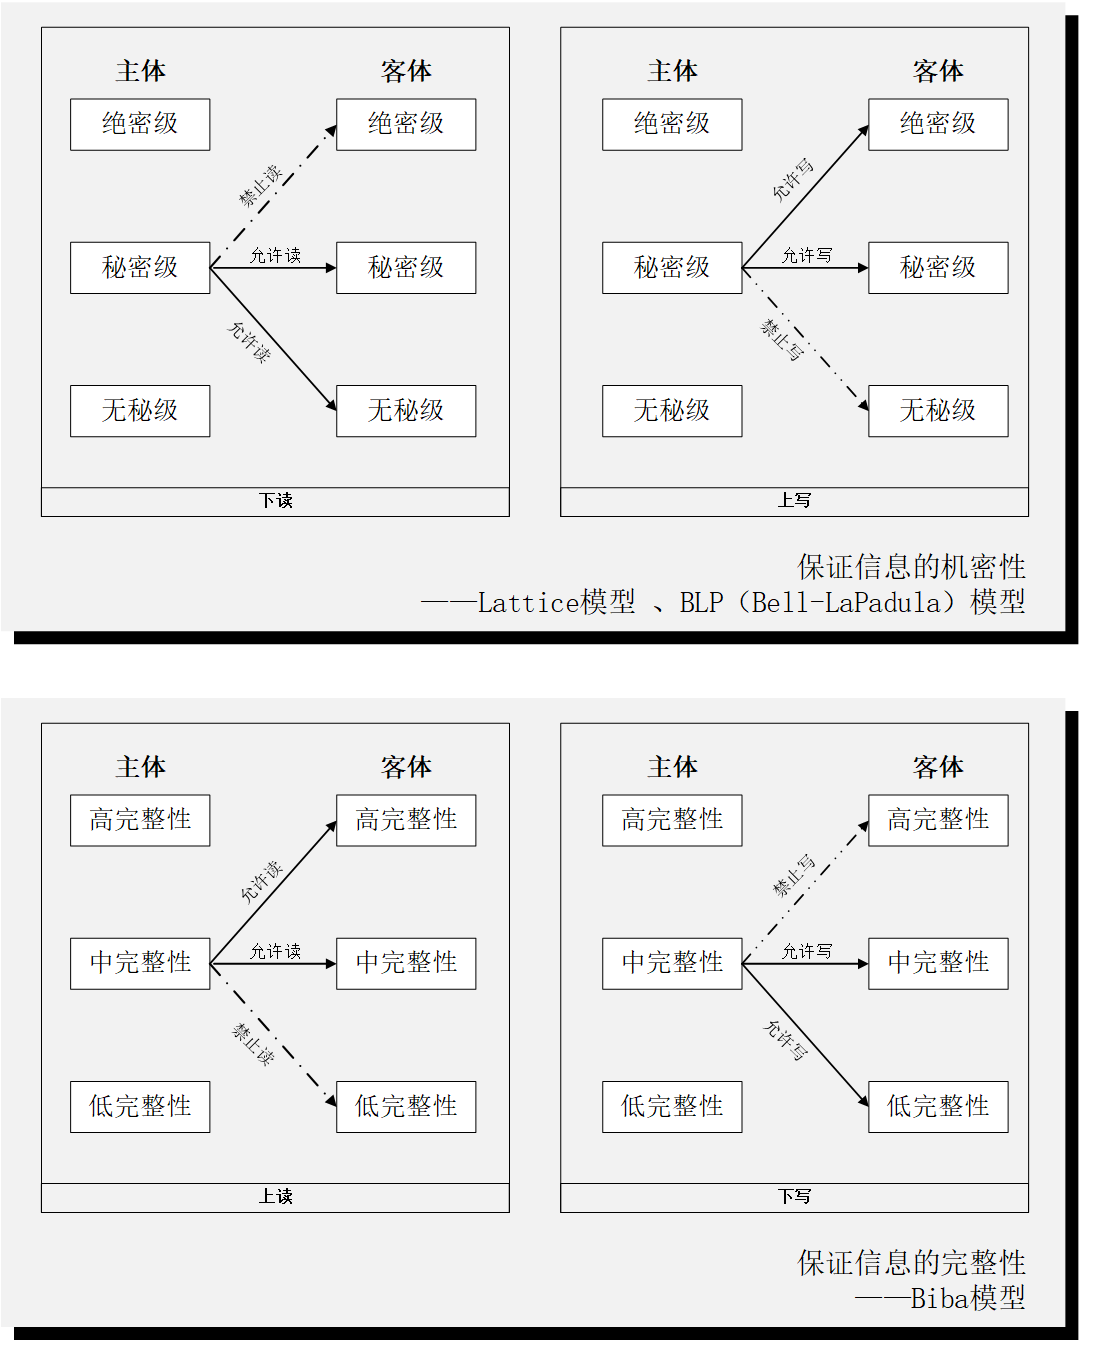 主体
客体
绝密级
绝密级
禁止读
秘密级
允许读
秘密级
允许读
无秘级
无秘级
下读
主体
客体
绝密级
绝密级
允许写
秘密级
允许写
秘密级
禁止写
无秘级
无秘级
上写
保证信息的机密性
——Lattice模型 、BLP（Bell-LaPadula）模型
主体
客体
高完整性
高完整性
允许读
中完整性
允许读
中完整性
禁止读
低完整性
低完整性
上读
主体
客体
高完整性
高完整性
禁止写
中完整性
允许写
中完整性
允许写
低完整性
低完整性
下写
保证信息的完整性
——Biba模型